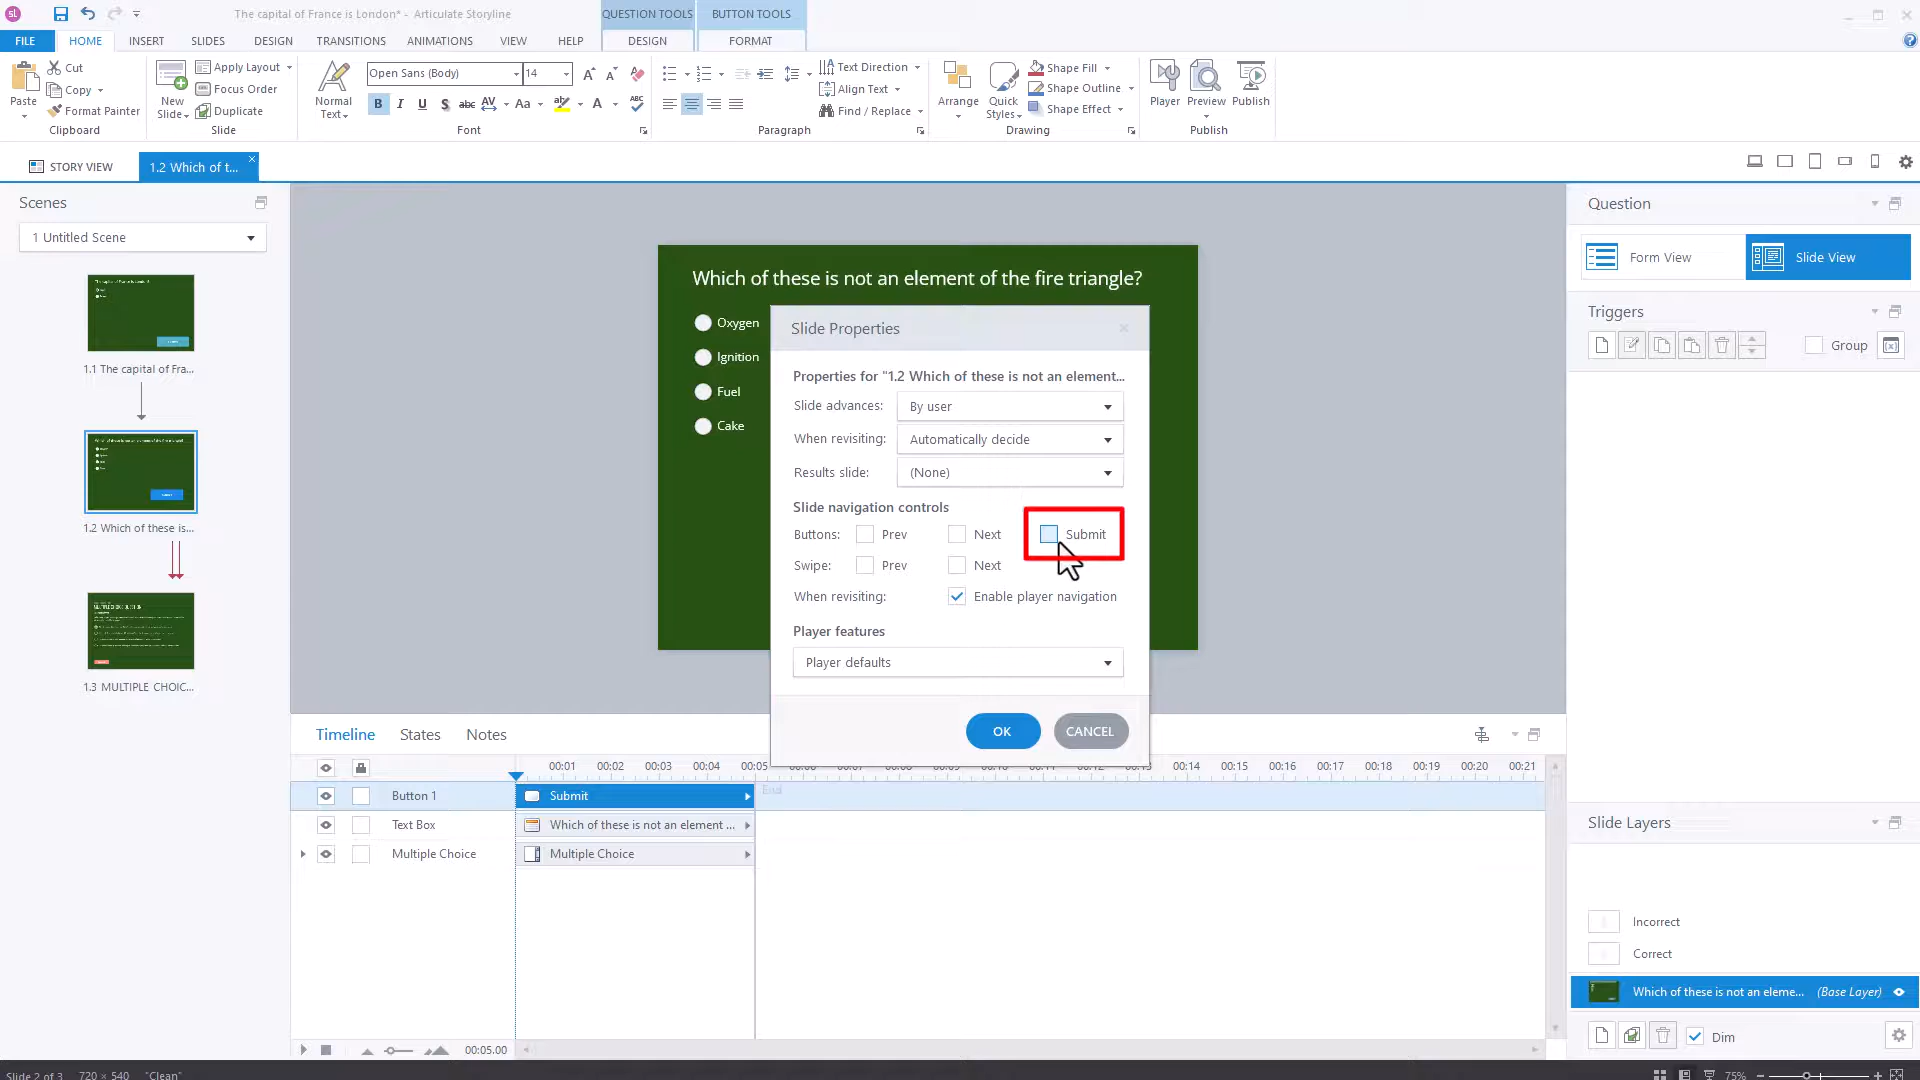 The capital of France is London* - Articulate Storyline
QUESTION TOOLS
BUTTON TOOLS
FILE
HOME
INSERT
SLIDES
DESIGN
TRANSITIONS
ANIMATIONS
VIEW
HELP
DESIGN
FORMAT
Paste
Cut
Copy
Format Painter
Clipboard
New
Slide
Apply Layout
Focus Order
Duplicate
Slide
Normal
Text
Open Sans (Body)
14
Font
Text Direction
Align Text
Find / Replace
Paragraph
Arrange
Quick
Styles
Shape Fill
Shape Outline
Shape Effect
Drawing
Player
Preview
Publish
Publish
STORY VIEW
1.2 Which of t...
Scenes
1 Untitled Scene
1.1 The capital of Fra...
1.2 Which of these is...
MULTIPLE CHOICE QUESTION
1.3 MULTIPLE CHOIC...
Which of these is not an element of the fire triangle?
Oxygen
Ignition
Fuel
Cake
Slide Properties
Properties for "1.2 Which of these is not an element...
Slide advances:
By user
When revisiting:
Automatically decide
Results slide:
(None)
Slide navigation controls
Buttons:
Prev
Next
Submit
Swipe:
Prev
Next
When revisiting:
Enable player navigation
Player features
Player defaults
OK
CANCEL
Question
Form View
Slide View
Triggers
Group
Timeline
States
Notes
00:01 00:02 00:03 00:04 00:05
00:14 00:15 00:16 00:17 00:18 00:19 00:20 00:21
Button 1
Submit
End
Text Box
Which of these is not an element ...
Multiple Choice
Multiple Choice
00:05.00
Slide Layers
Incorrect
Correct
Which of these is not an eleme... (Base Layer)
Dim
Slide 2 of 3
720 × 540
"Clean"
75%